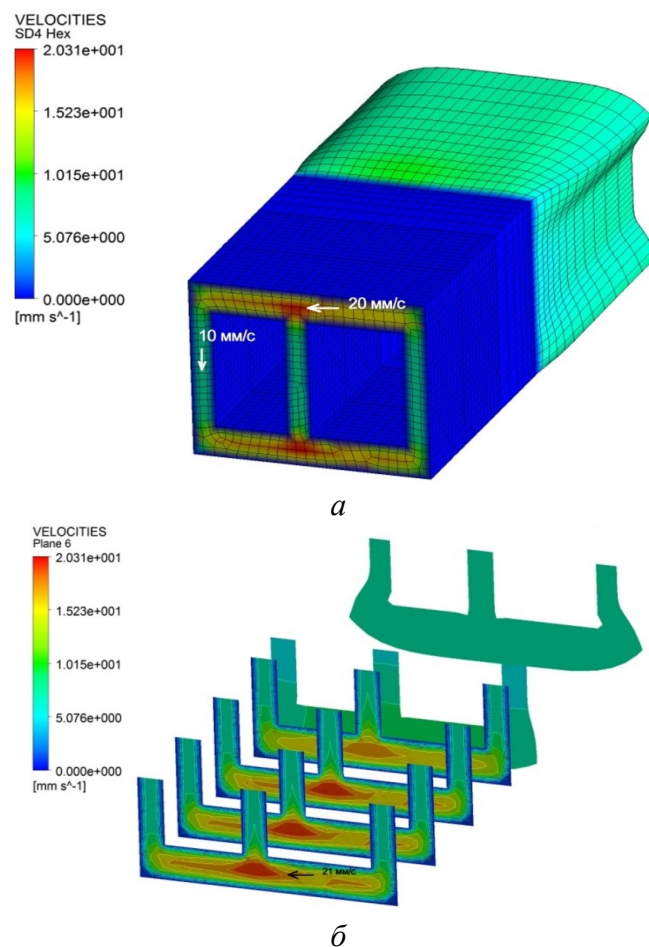 VELOCITIES
SD4 Hex
2.031e+001
1.523e+001
1.015e+001
5.076e+000
0.000e+000
[mm s^-1]
20 мм/с
10 мм/с
а
VELOCITIES
Plane 6
2.031e+001
1.523e+001
1.015e+001
5.076e+000
0.000e+000
[mm s^-1]
21 мм/с
б